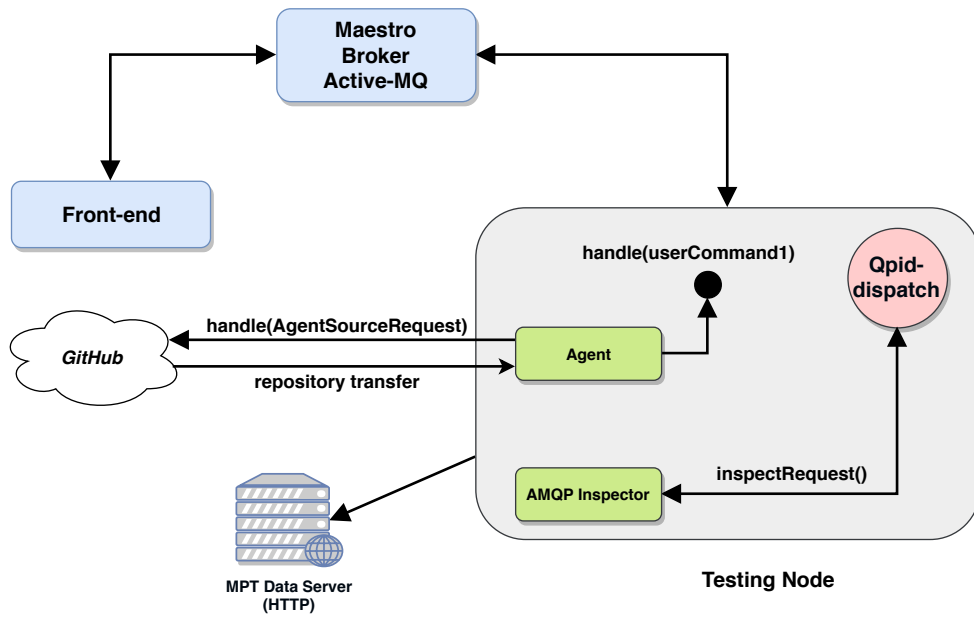 Maestro
Broker
Active-MQ
Front-end
handle(userCommand1)
Qpid-
dispatch
handle(AgentSourceRequest)
GitHub
Agent
repository transfer
inspectRequest()
AMQP Inspector
MPT Data Server
(HTTP)
Testing Node